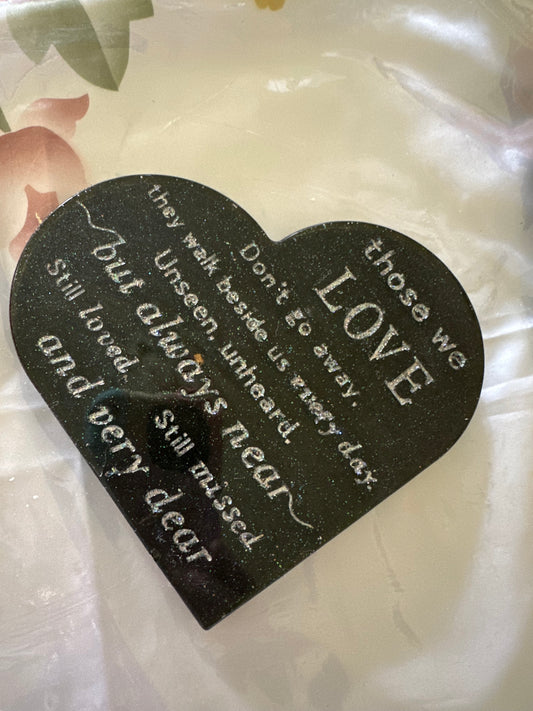 those we
LOVE
Don't go away,
they walk beside us every day.
Unseen, unheard,
but always near
Still loved Still missed
and very dear